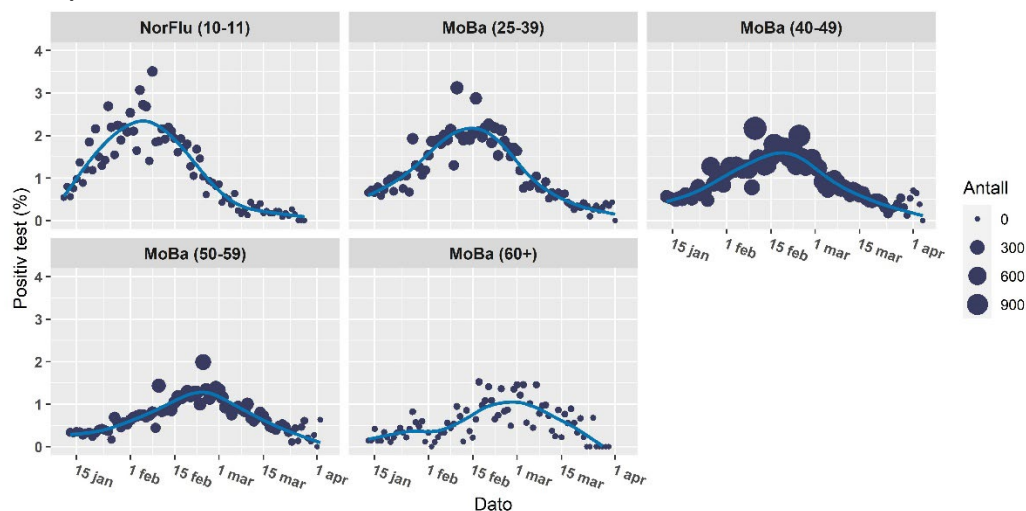 NorFlu (10-11)
MoBa (25-39)
MoBa (40-49)
4
3
2
1
0
15 jan
1 feb
15 feb
1 mar
15 mar
1 apr
MoBa (50-59)
MoBa (60+)
4
3
2
1
0
15 jan
1 feb
15 feb
1 mar
15 mar
1 apr
15 jan
1 feb
15 feb
1 mar
15 mar
1 apr
Positiv test (%)
Dato
Antall
0
300
600
900